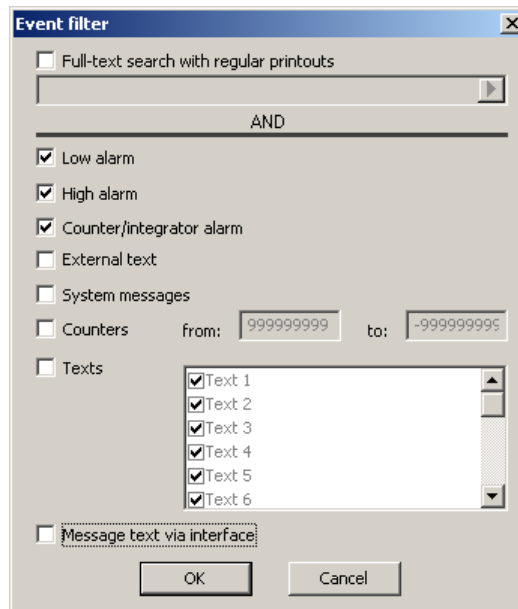 Event filter
Full-text search with regular printouts
AND
Low alarm
High alarm
Counter/integrator alarm
External text
System messages
Counters from: 999999999 to: -999999999
Texts
Text 1
Text 2
Text 3
Text 4
Text 5
Text 6
Message text via interface
OK Cancel